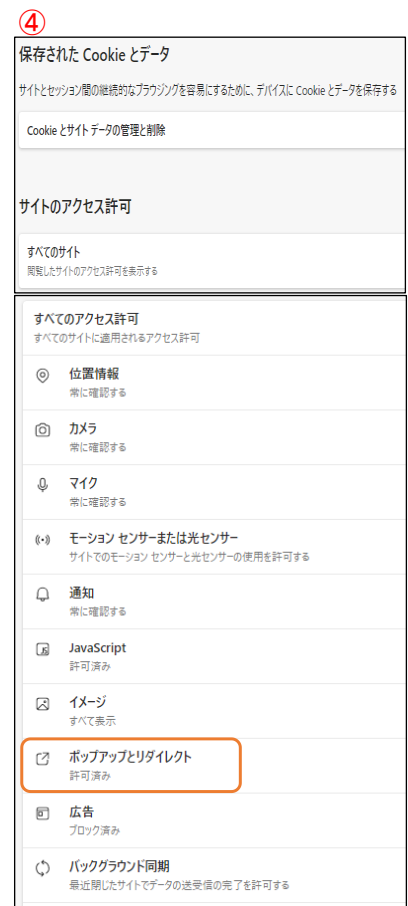 ④
保存された Cookie とデータ
サイトとセッション間の継続的なブラウジングを容易にするために、デバイスに Cookie とデータを保存する
Cookie とサイト データの管理と削除
サイトのアクセス許可
すべてのサイト
閲覧したサイトのアクセス許可を表示する
すべてのアクセス許可
すべてのサイトに適用されるアクセス許可
位置情報
常に確認する
カメラ
常に確認する
マイク
常に確認する
モーション センサーまたは光センサー
サイトでのモーション センサーと光センサーの使用を許可する
通知
常に確認する
JavaScript
許可済み
イメージ
すべて表示
ポップアップとリダイレクト
許可済み
広告
ブロック済み
バックグラウンド同期
最近閉じたサイトでデータの送受信の完了を許可する